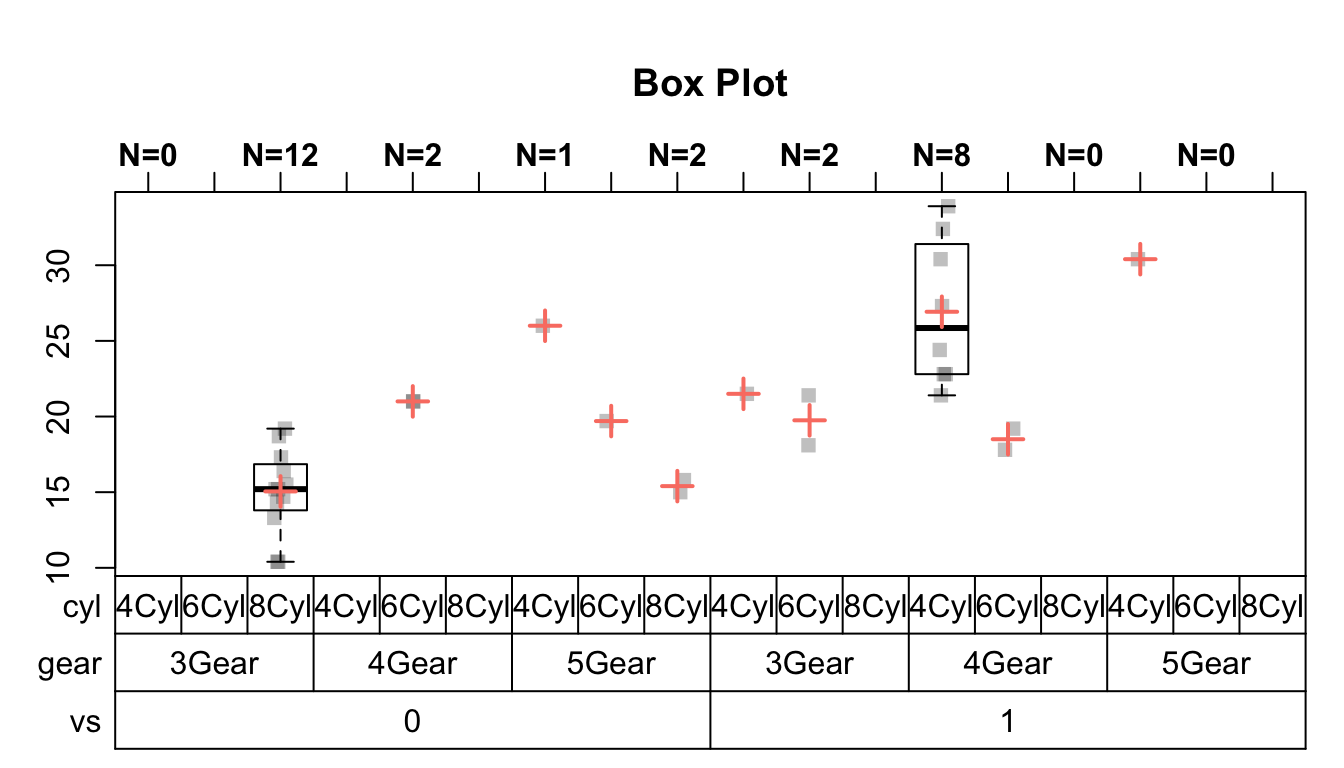 Box Plot
N=0 N=12 N=2 N=1 N=2 N=2 N=8 N=0 N=0
30
25
20
15
10
cyl 4Cyl 6Cyl 8Cyl 4Cyl 6Cyl 8Cyl 4Cyl 6Cyl 8Cyl 4Cyl 6Cyl 8Cyl 4Cyl 6Cyl 8Cyl 4Cyl 6Cyl 8Cyl
gear 3Gear 4Gear 5Gear 3Gear 4Gear 5Gear
vs 0 1